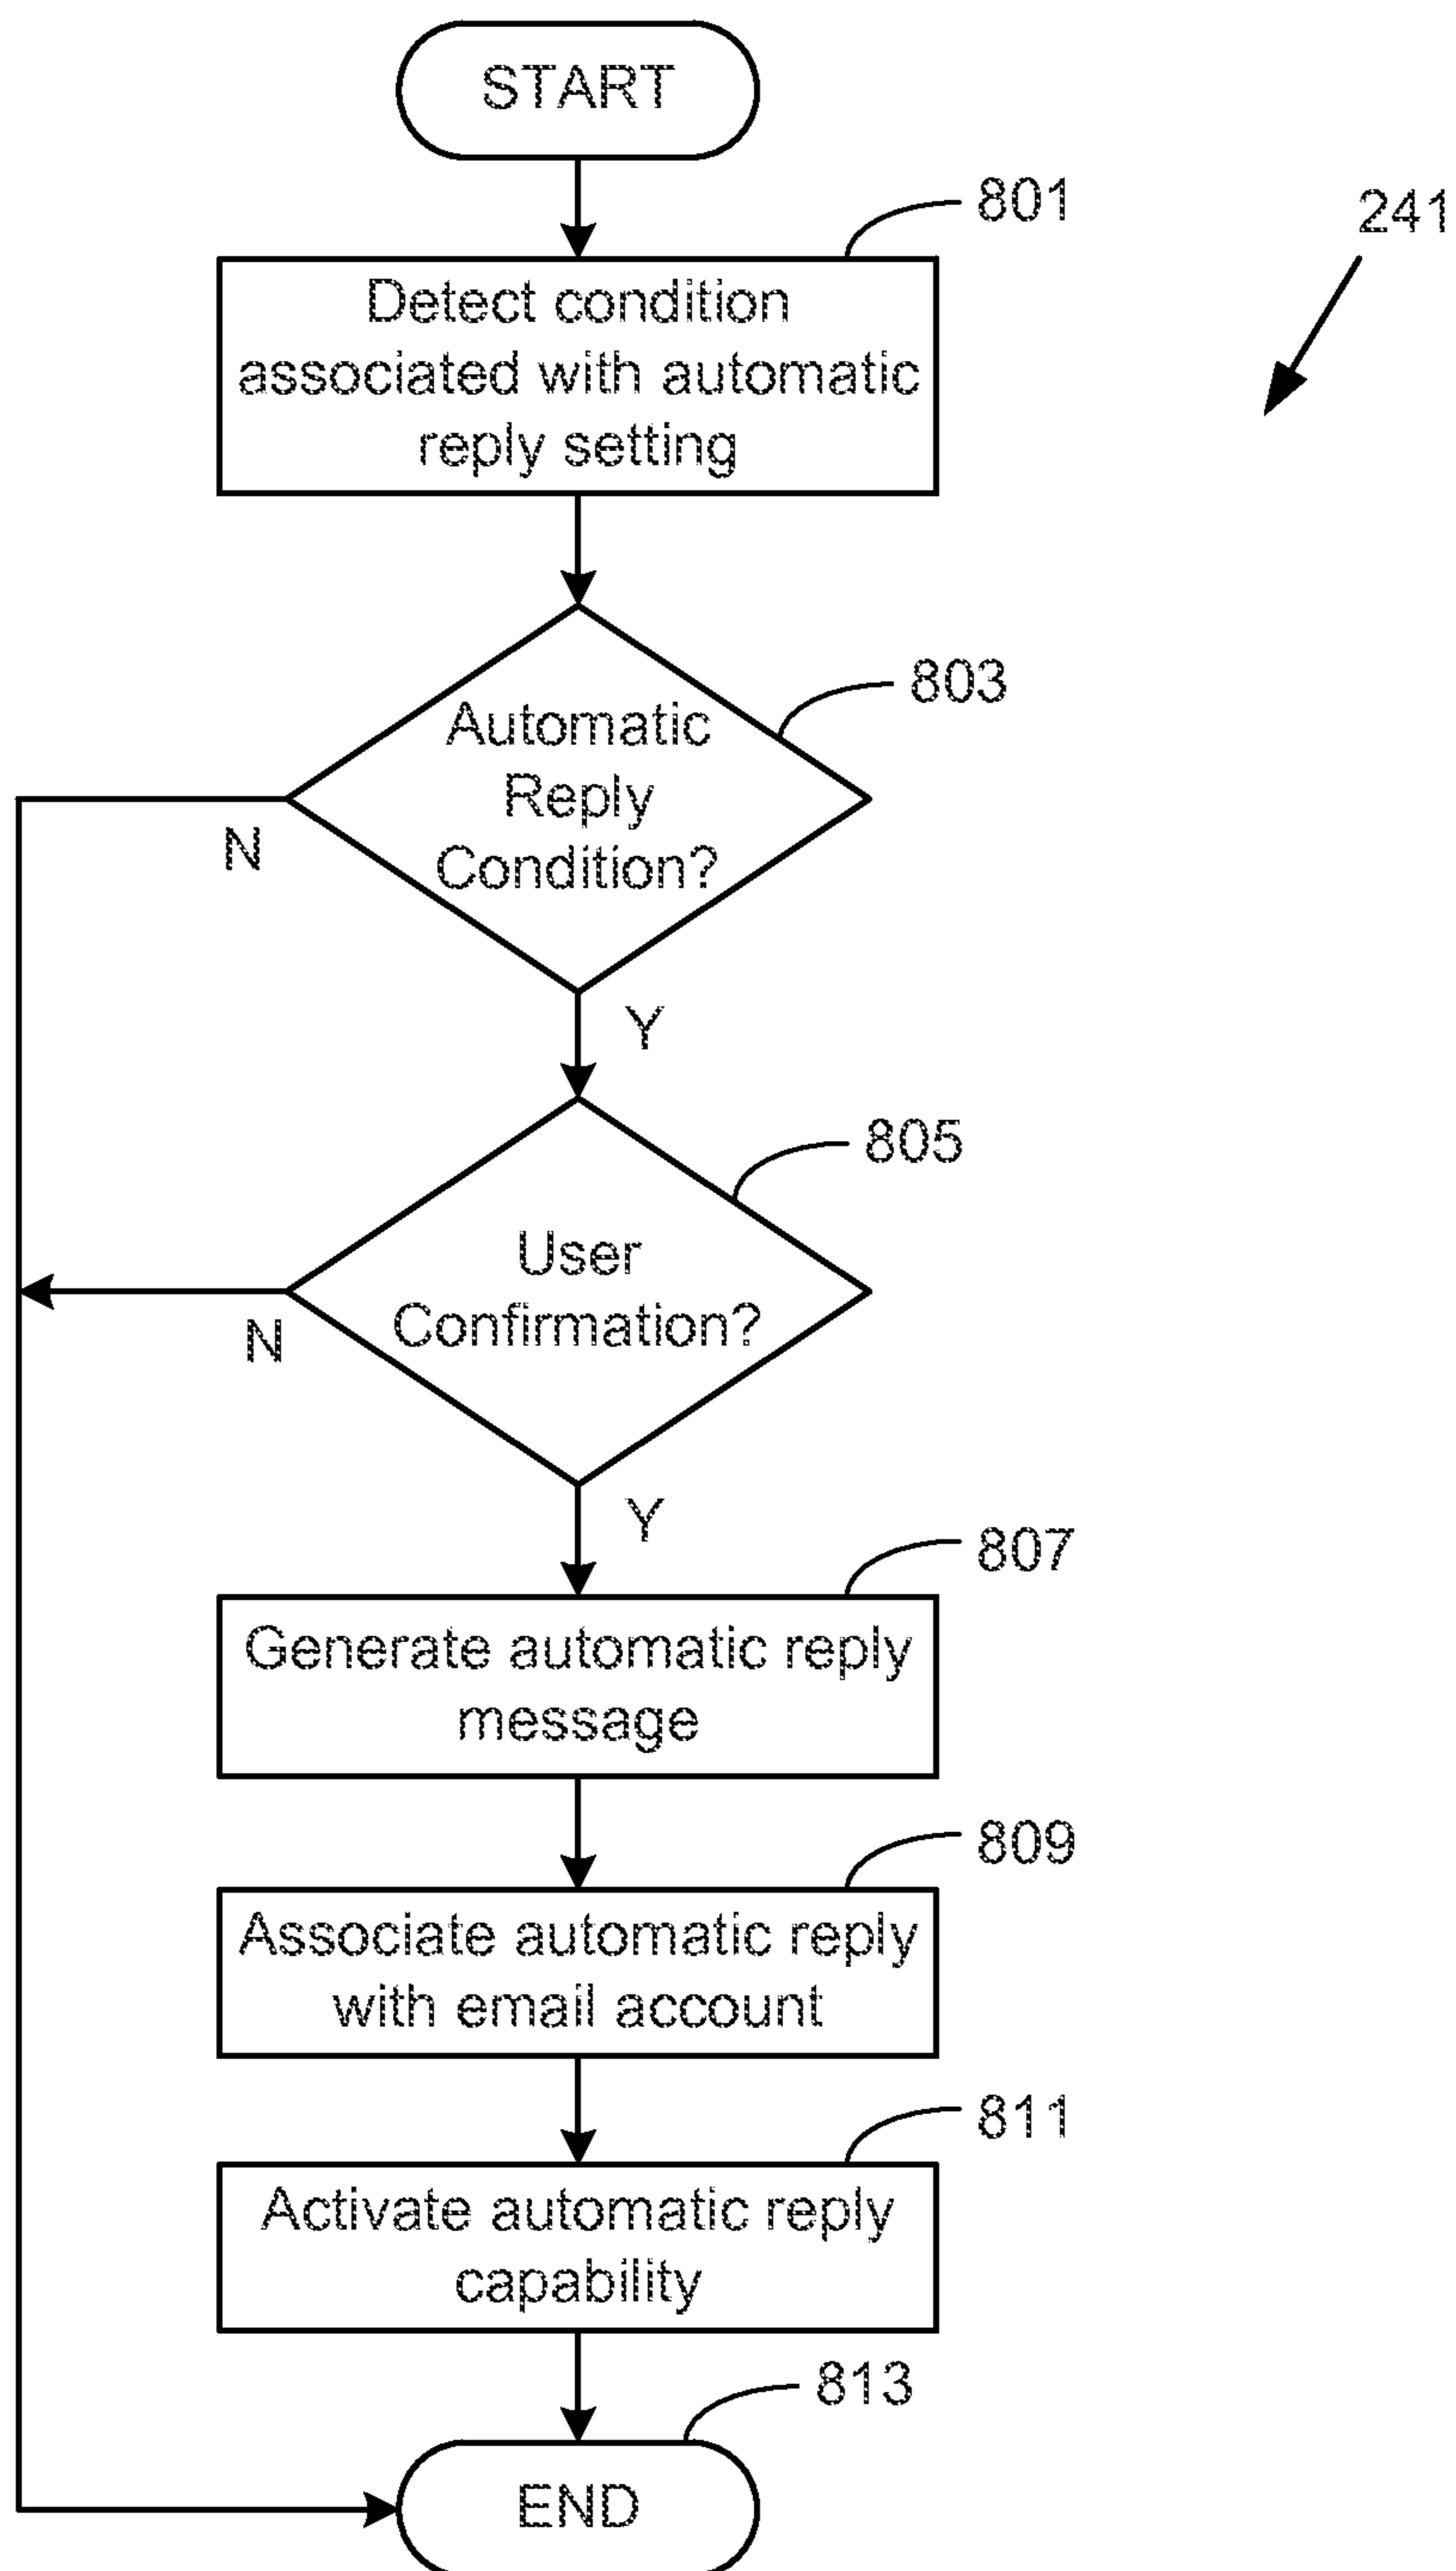 START
801
241
Detect condition
associated with automatic
reply setting
803
Automatic
Reply
Condition?
N
Y
805
User
Confirmation?
N
Y
807
Generate automatic reply
message
809
Associate automatic reply
with email account
811
Activate automatic reply
capability
813
END